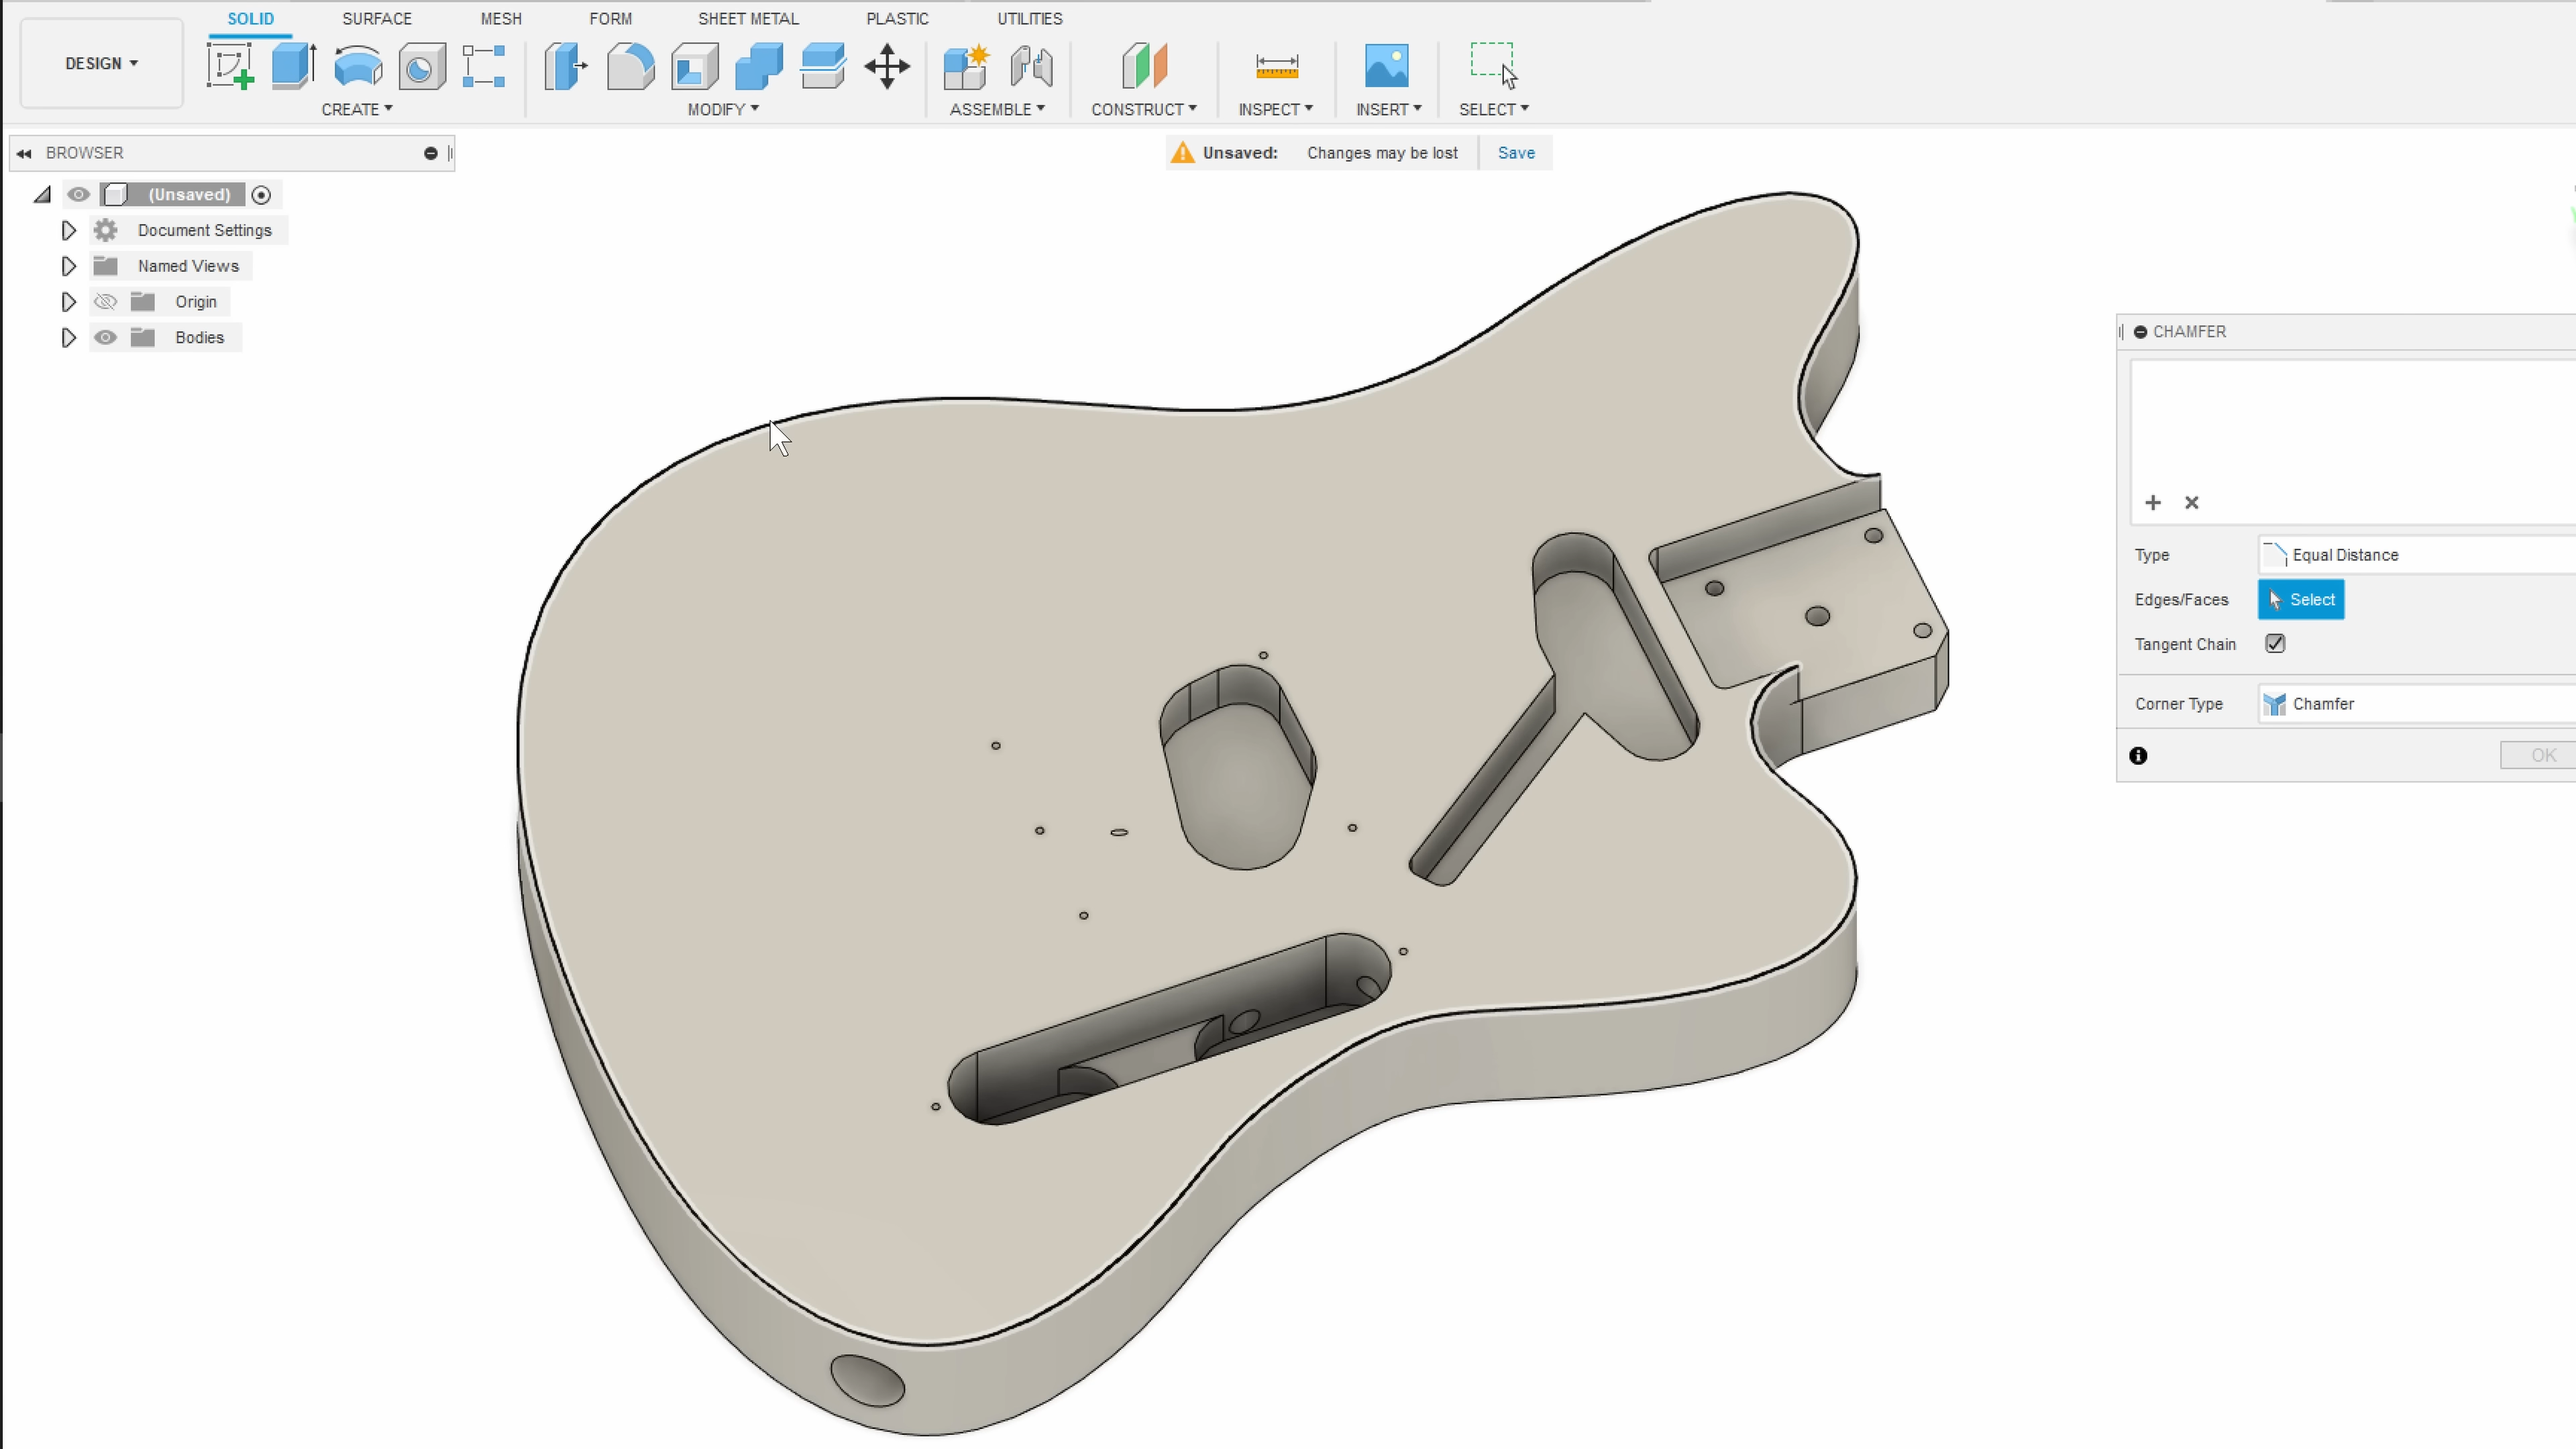 SOLID SURFACE MESH FORM SHEET METAL PLASTIC UTILITIES
DESIGN
CREATE MODIFY ASSEMBLE CONSTRUCT INSPECT INSERT SELECT
BROWSER
Unsaved: Changes may be lost Save
(Unsaved)
Document Settings
Named Views
Origin
Bodies
CHAMFER
Type Equal Distance
Edges/Faces Select
Tangent Chain
Corner Type Chamfer
OK